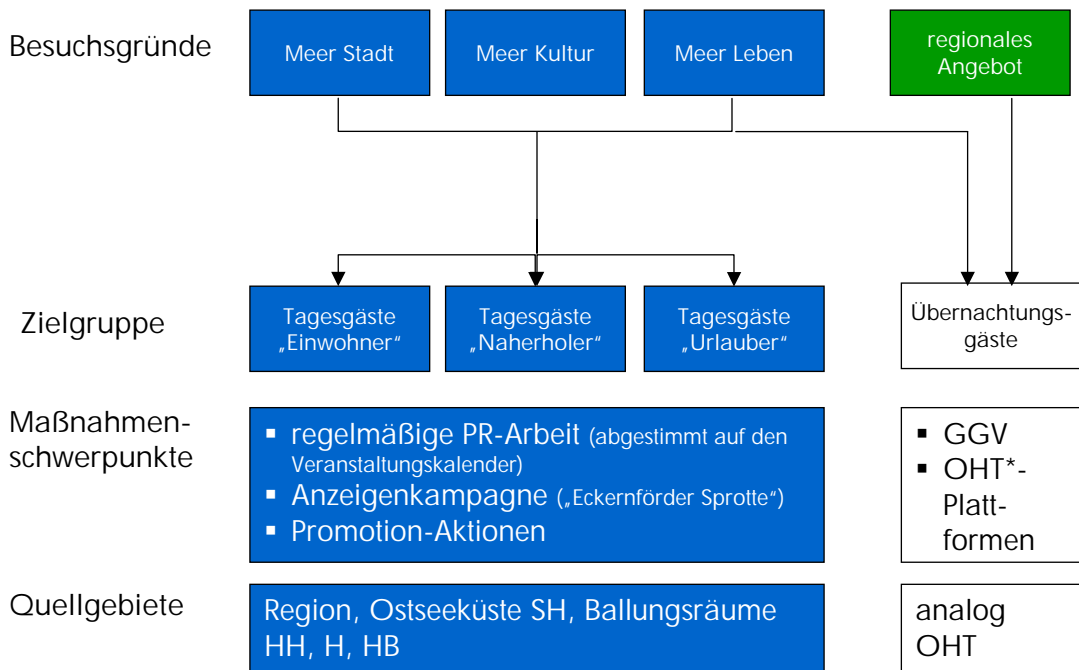 Besuchsgründe
Meer Stadt
Meer Kultur
Meer Leben
regionales
Angebot
Zielgruppe
Tagesgäste
„Einwohner“
Tagesgäste
„Naherholer“
Tagesgäste
„Urlauber“
Übernachtungs-
gäste
Maßnahmen-
schwerpunkte
▪ regelmäßige PR-Arbeit (abgestimmt auf den
Veranstaltungskalender)
▪ Anzeigenkampagne („Eckernförder Sprotte“)
▪ Promotion-Aktionen
▪ GGV
▪ OHT*-
Platt-
formen
Quellgebiete
Region, Ostseeküste SH, Ballungsräume
HH, H, HB
analog
OHT